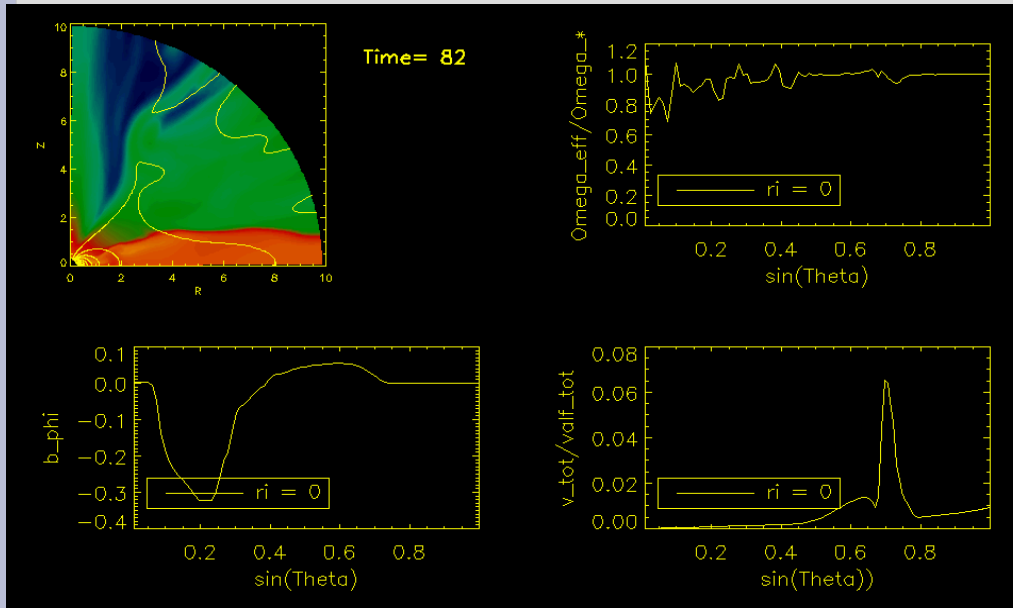 Time= 82
10
8
6
4
2
0
Z
0 2 4 6 8 10
R
Omega_eff/Omega_*
1.2
1.0
0.8
0.6
0.4
0.2
0.0
ri = 0
0.2 0.4 0.6 0.8
sin(Theta)
b_phi
0.1
0.0
-0.1
-0.2
-0.3
-0.4
ri = 0
0.2 0.4 0.6 0.8
sin(Theta)
v_tot/valf_tot
0.08
0.06
0.04
0.02
0.00
ri = 0
0.2 0.4 0.6 0.8
sin(Theta))